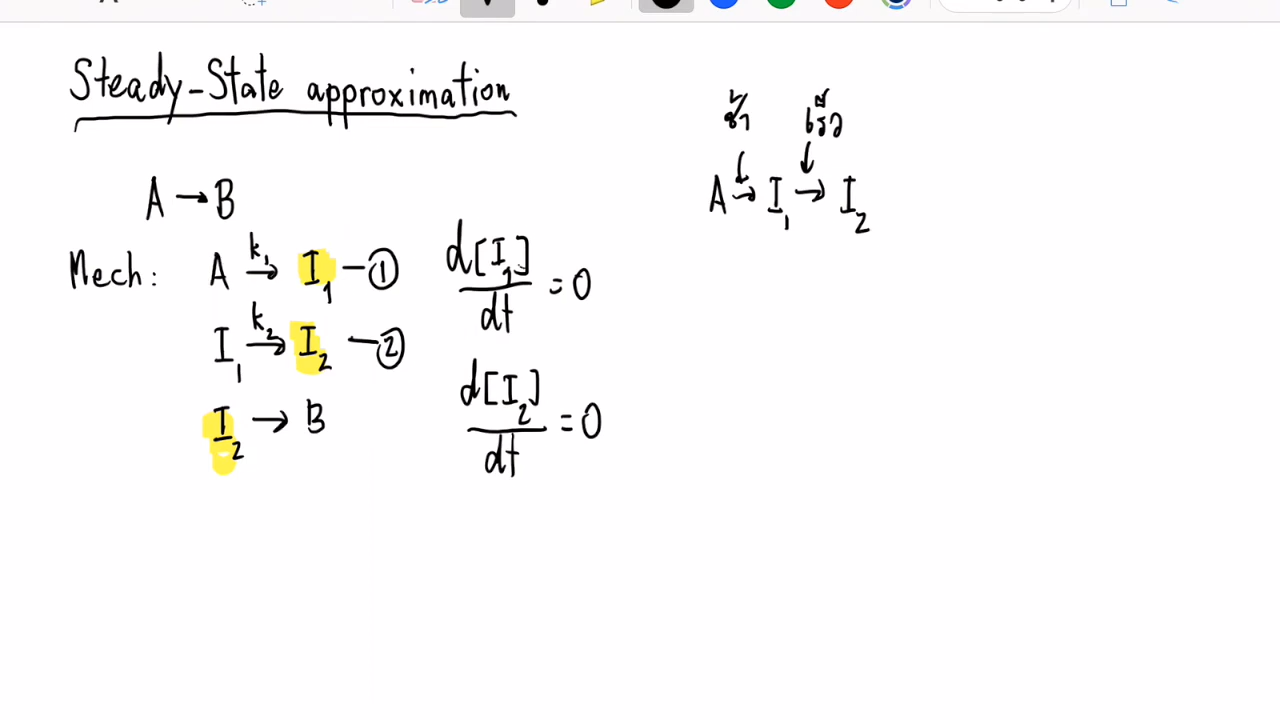 Steady-State approximation
A → B
Mech: A →k₁ I₁ — ①
I₁ →k₂ I₂ — ②
I₂ → B
d[I₁]/dt = 0
d[I₂]/dt = 0
ช้า เร็ว
A → I₁ → I₂